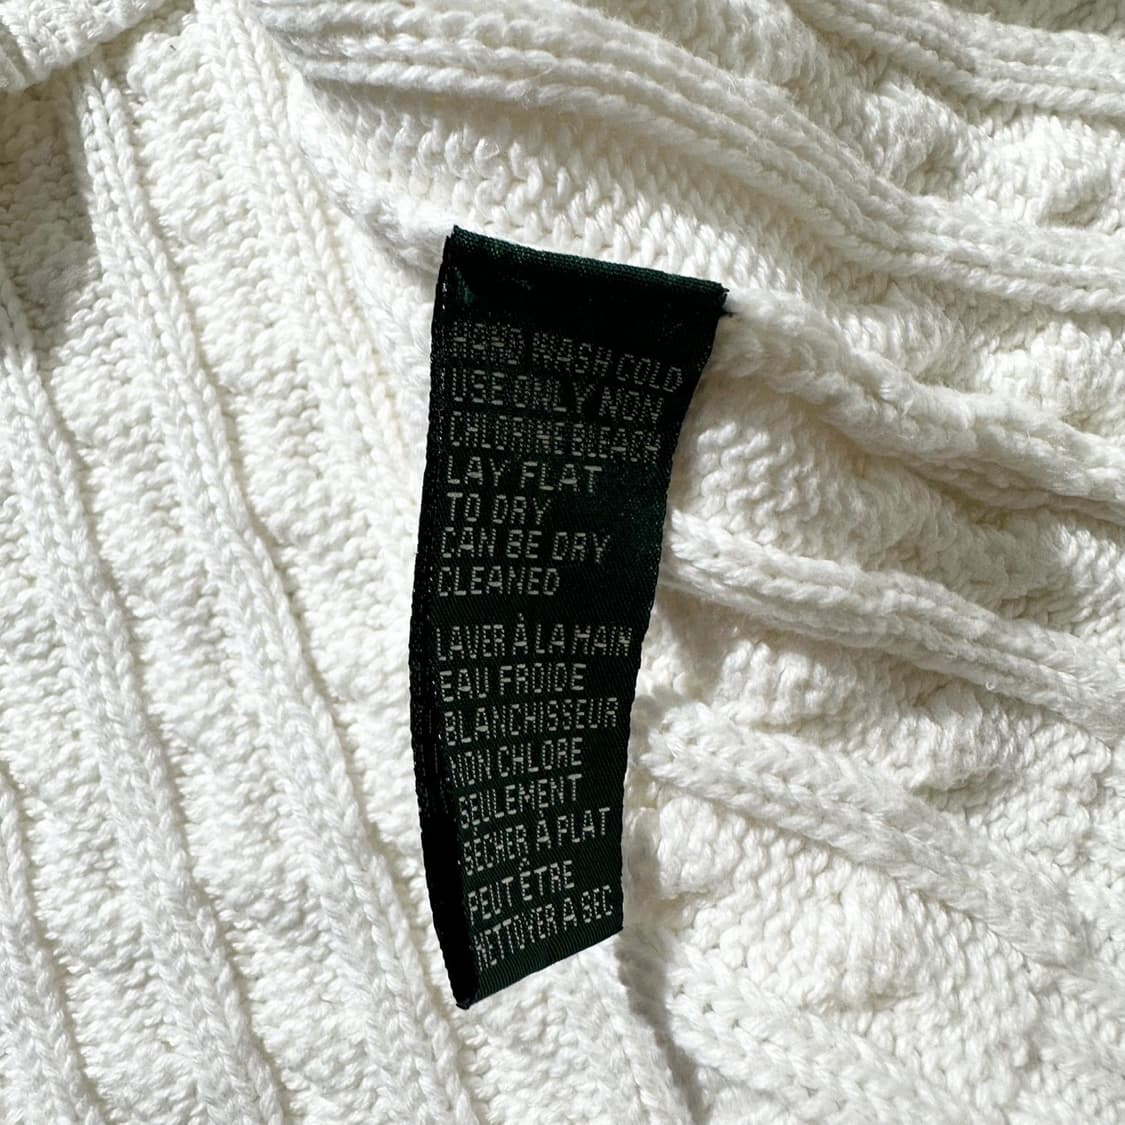 HAND WASH COLD
USE ONLY NON
CHLORINE BLEACH
LAY FLAT
TO DRY
CAN BE DRY
CLEANED
LAVER À LA MAIN
EAU FROIDE
BLANCHISSEUR
NON CHLORE
SEULEMENT
SÉCHER À PLAT
PEUT ÊTRE
NETTOYER À SEC